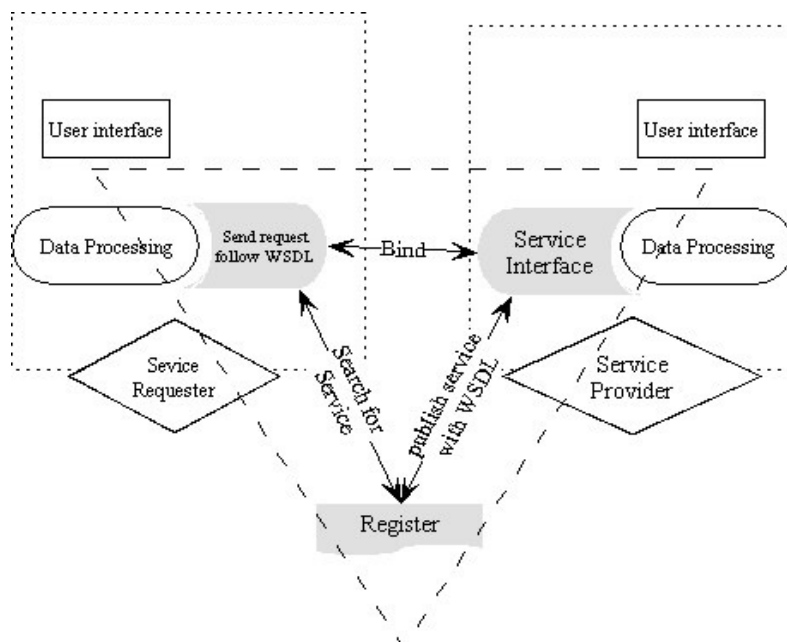 User interface
User interface
Data Processing
Send request
follow WSDL
Bind
Service
Interface
Data Processing
Sevice
Requester
Search for
Service
publish service
with WSDL
Service
Provider
Register